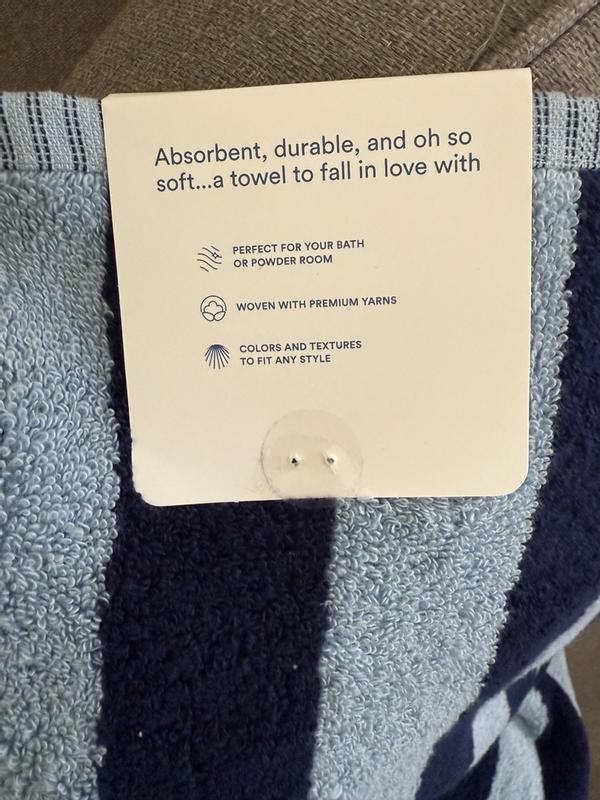 Absorbent, durable, and oh so
soft...a towel to fall in love with
PERFECT FOR YOUR BATH
OR POWDER ROOM
WOVEN WITH PREMIUM YARNS
COLORS AND TEXTURES
TO FIT ANY STYLE